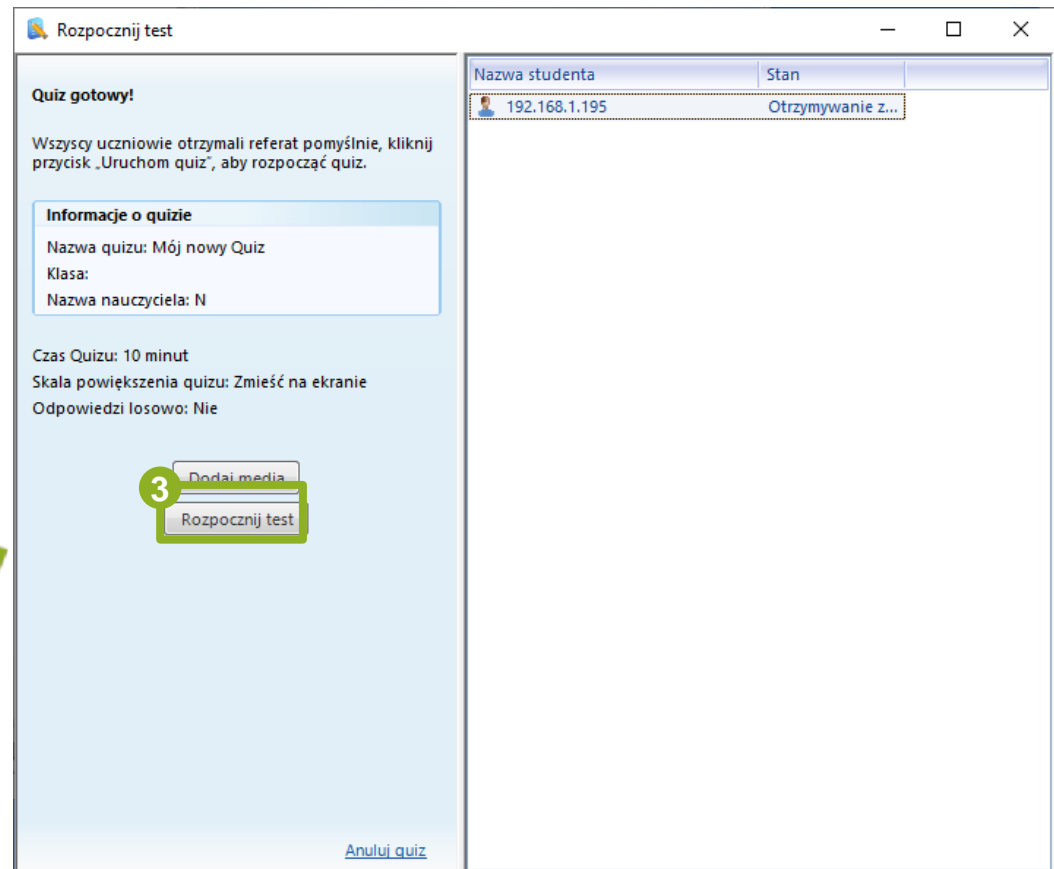 Rozpocznij test
Quiz gotowy!
Wszyscy uczniowie otrzymali referat pomyślnie, kliknij
przycisk „Uruchom quiz”, aby rozpocząć quiz.
Informacje o quizie
Nazwa quizu: Mój nowy Quiz
Klasa:
Nazwa nauczyciela: N
Czas Quizu: 10 minut
Skala powiększenia quizu: Zmieść na ekranie
Odpowiedzi losowo: Nie
Dodaj media
3
Rozpocznij test
Anuluj quiz
Nazwa studenta Stan
192.168.1.195 Otrzymywanie z...